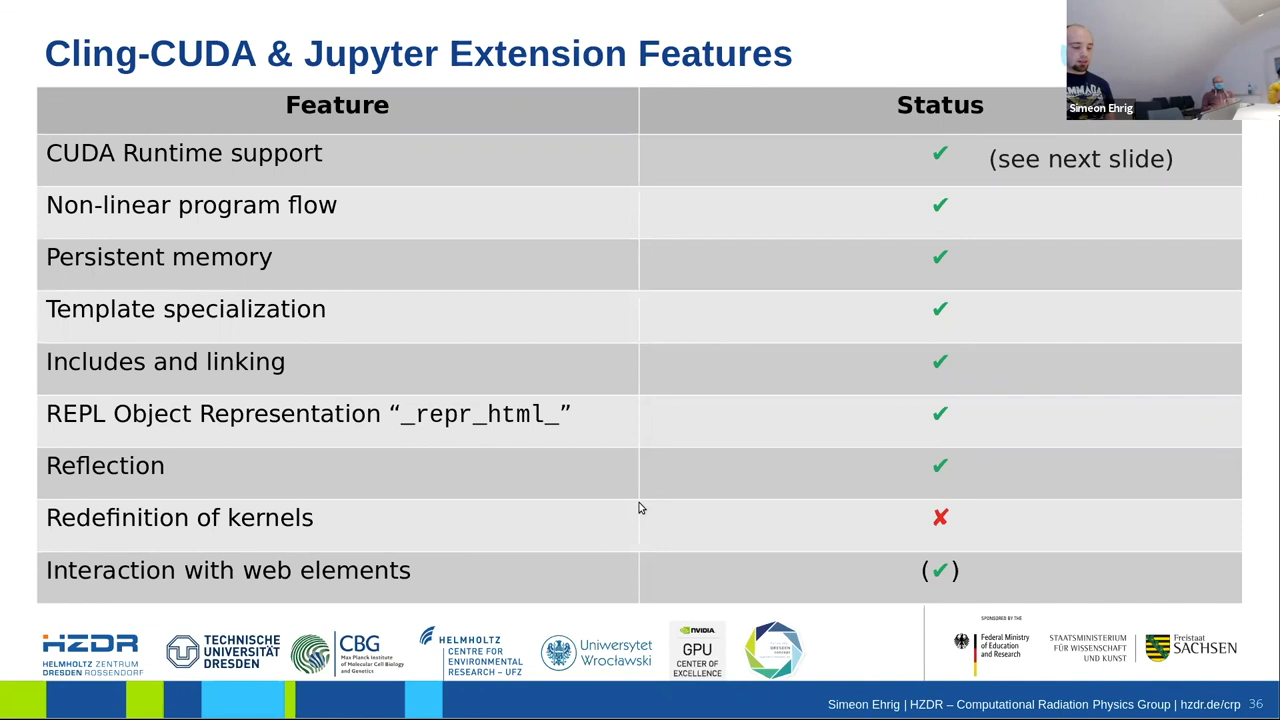 Cling-CUDA & Jupyter Extension Features
Simeon Ehrig
Feature Status
CUDA Runtime support ✔ (see next slide)
Non-linear program flow ✔
Persistent memory ✔
Template specialization ✔
Includes and linking ✔
REPL Object Representation “_repr_html_” ✔
Reflection ✔
Redefinition of kernels ✘
Interaction with web elements (✔)
HZDR
HELMHOLTZ ZENTRUM
DRESDEN ROSSENDORF
TECHNISCHE
UNIVERSITÄT
DRESDEN
CBG
Max Planck Institute
of Molecular Cell Biology
and Genetics
HELMHOLTZ
CENTRE FOR
ENVIRONMENTAL
RESEARCH – UFZ
Uniwersytet
Wrocławski
NVIDIA
GPU
CENTER OF
EXCELLENCE
DRESDEN
concept
SPONSORED BY THE
Federal Ministry
of Education
and Research
STAATSMINISTERIUM
FÜR WISSENSCHAFT
UND KUNST
Freistaat
SACHSEN
Simeon Ehrig | HZDR – Computational Radiation Physics Group | hzdr.de/crp 36